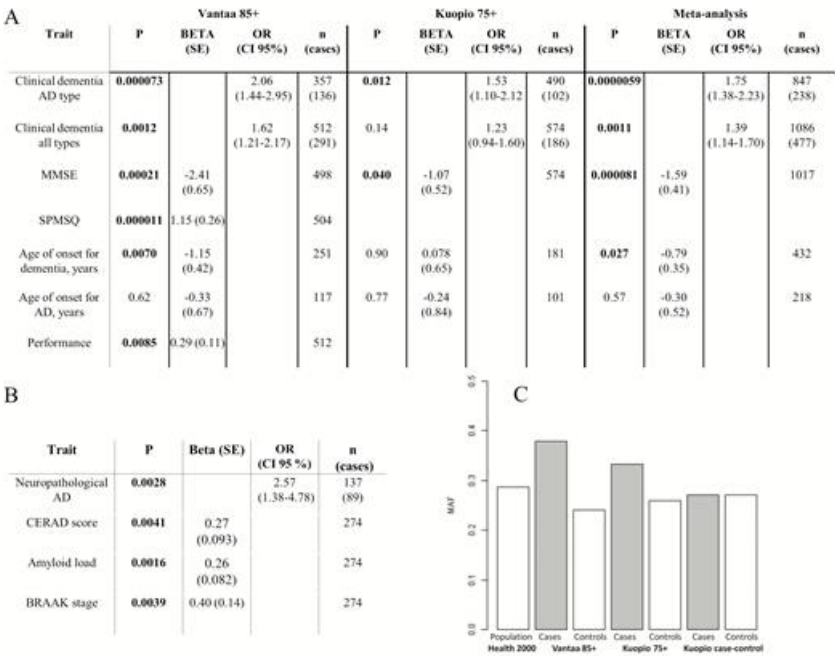 A
Vantaa 85+ Kuopio 75+ Meta-analysis
Trait P BETA (SE) OR (CI 95%) n (cases) P BETA (SE) OR (CI 95%) n (cases) P BETA (SE) OR (CI 95%) n (cases)
Clinical dementia AD type 0.000073 2.06 (1.44-2.95) 357 (136) 0.012 1.53 (1.10-2.12 490 (102) 0.0000059 1.75 (1.38-2.23) 847 (238)
Clinical dementia all types 0.0012 1.62 (1.21-2.17) 512 (291) 0.14 1.23 (0.94-1.60) 574 (186) 0.0011 1.39 (1.14-1.70) 1086 (477)
MMSE 0.00021 -2.41 (0.65) 498 0.040 -1.07 (0.52) 574 0.000081 -1.59 (0.41) 1017
SPMSQ 0.000011 1.15 (0.26) 504
Age of onset for dementia, years 0.0070 -1.15 (0.42) 251 0.90 0.078 (0.65) 181 0.027 -0.79 (0.35) 432
Age of onset for AD, years 0.62 -0.33 (0.67) 117 0.77 -0.24 (0.84) 101 0.57 -0.30 (0.52) 218
Performance 0.0085 0.29 (0.11) 512
B
Trait P Beta (SE) OR (CI 95 %) n (cases)
Neuropathological AD 0.0028 2.57 (1.38-4.78) 137 (89)
CERAD score 0.0041 0.27 (0.093) 274
Amyloid load 0.0016 0.26 (0.082) 274
BRAAK stage 0.0039 0.40 (0.14) 274
C
0.5
0.4
0.3
0.2
0.1
0.0
MAF
Population Cases Controls Cases Controls Cases Controls
Health 2000 Vantaa 85+ Kuopio 75+ Kuopio case-control